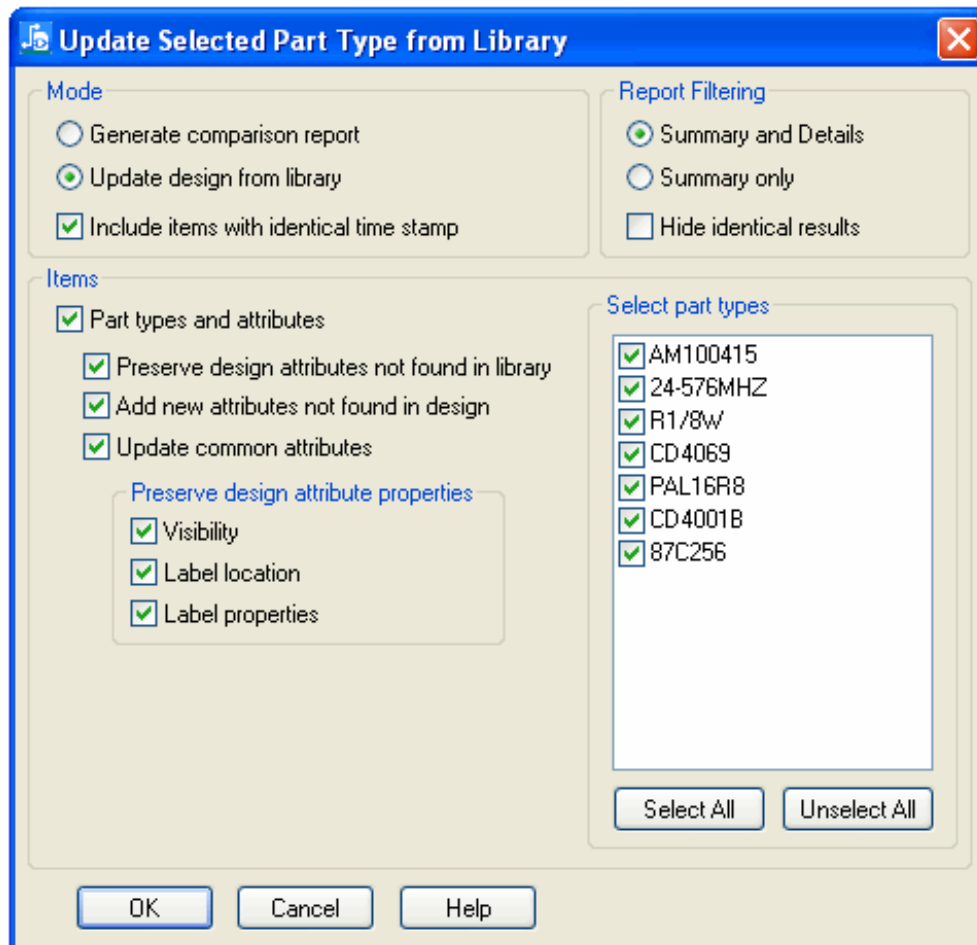 Update Selected Part Type from Library
Mode
Generate comparison report
Update design from library
Include items with identical time stamp
Report Filtering
Summary and Details
Summary only
Hide identical results
Items
Part types and attributes
Preserve design attributes not found in library
Add new attributes not found in design
Update common attributes
Preserve design attribute properties
Visibility
Label location
Label properties
Select part types
AM100415
24-576MHZ
R1/8W
CD4069
PAL16R8
CD4001B
87C256
Select All
Unselect All
OK
Cancel
Help